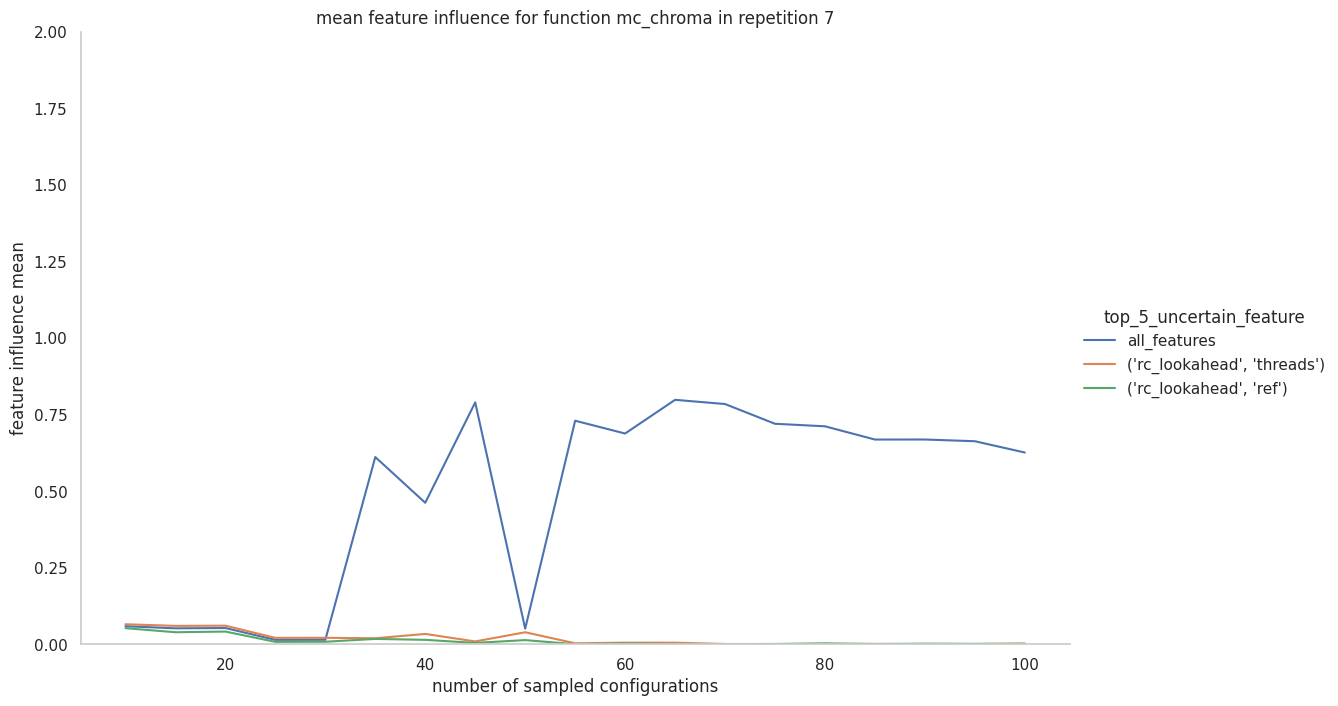 mean feature influence for function mc_chroma in repetition 7
2.00
1.75
1.50
1.25
1.00
0.75
0.50
0.25
0.00
feature influence mean
20
40
60
80
100
number of sampled configurations
top_5_uncertain_feature
all_features
('rc_lookahead', 'threads')
('rc_lookahead', 'ref')